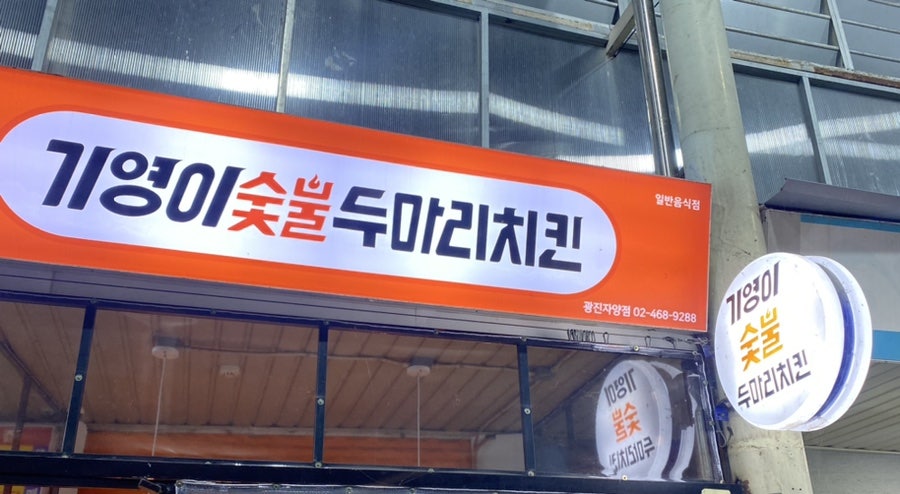 기영이숯불두마리치킨
일반음식점
광진자양점 02-468-9288
기영이
숯불
두마리치킨